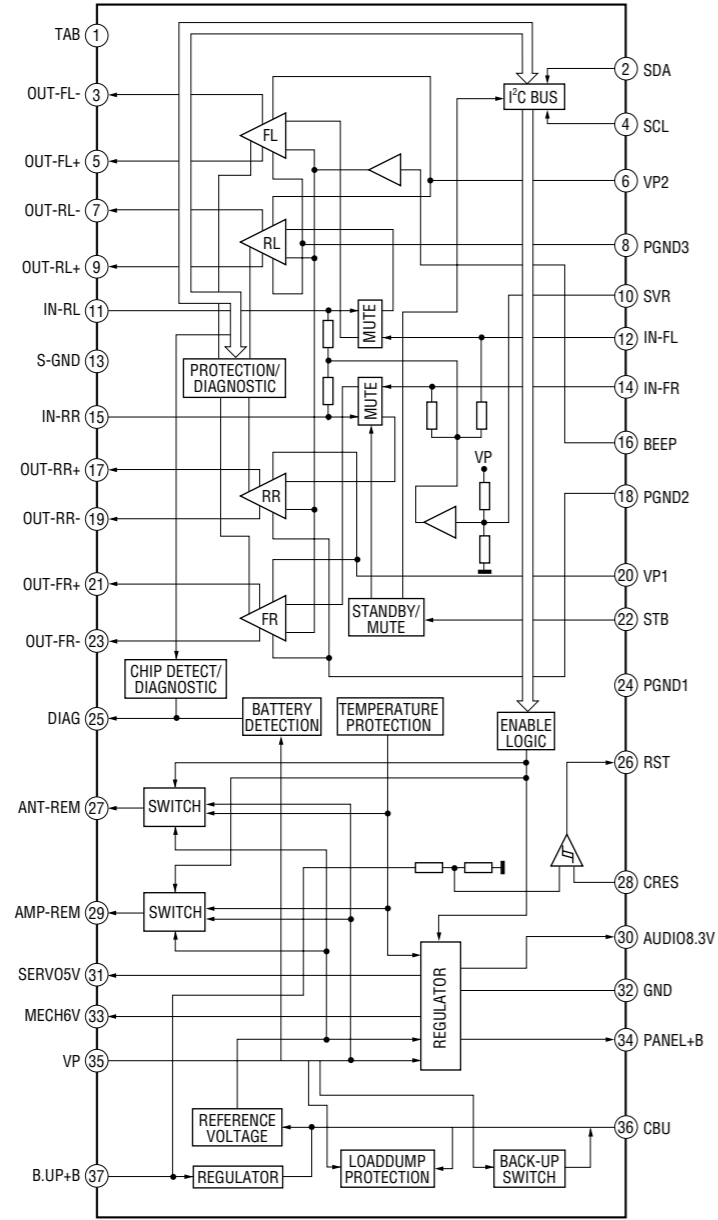 TAB 1
OUT-FL- 3
OUT-FL+ 5
OUT-RL- 7
OUT-RL+ 9
IN-RL 11
S-GND 13
IN-RR 15
OUT-RR+ 17
OUT-RR- 19
OUT-FR+ 21
OUT-FR- 23
DIAG 25
ANT-REM 27
AMP-REM 29
SERVO5V 31
MECH6V 33
VP 35
B.UP+B 37
FL
RL
PROTECTION/
DIAGNOSTIC
RR
FR
CHIP DETECT/
DIAGNOSTIC
BATTERY
DETECTION
TEMPERATURE
PROTECTION
SWITCH
SWITCH
REFERENCE
VOLTAGE
REGULATOR
LOADDUMP
PROTECTION
BACK-UP
SWITCH
I²C BUS
MUTE
MUTE
VP
STANDBY/
MUTE
ENABLE
LOGIC
REGULATOR
2 SDA
4 SCL
6 VP2
8 PGND3
10 SVR
12 IN-FL
14 IN-FR
16 BEEP
18 PGND2
20 VP1
22 STB
24 PGND1
26 RST
28 CRES
30 AUDIO8.3V
32 GND
34 PANEL+B
36 CBU